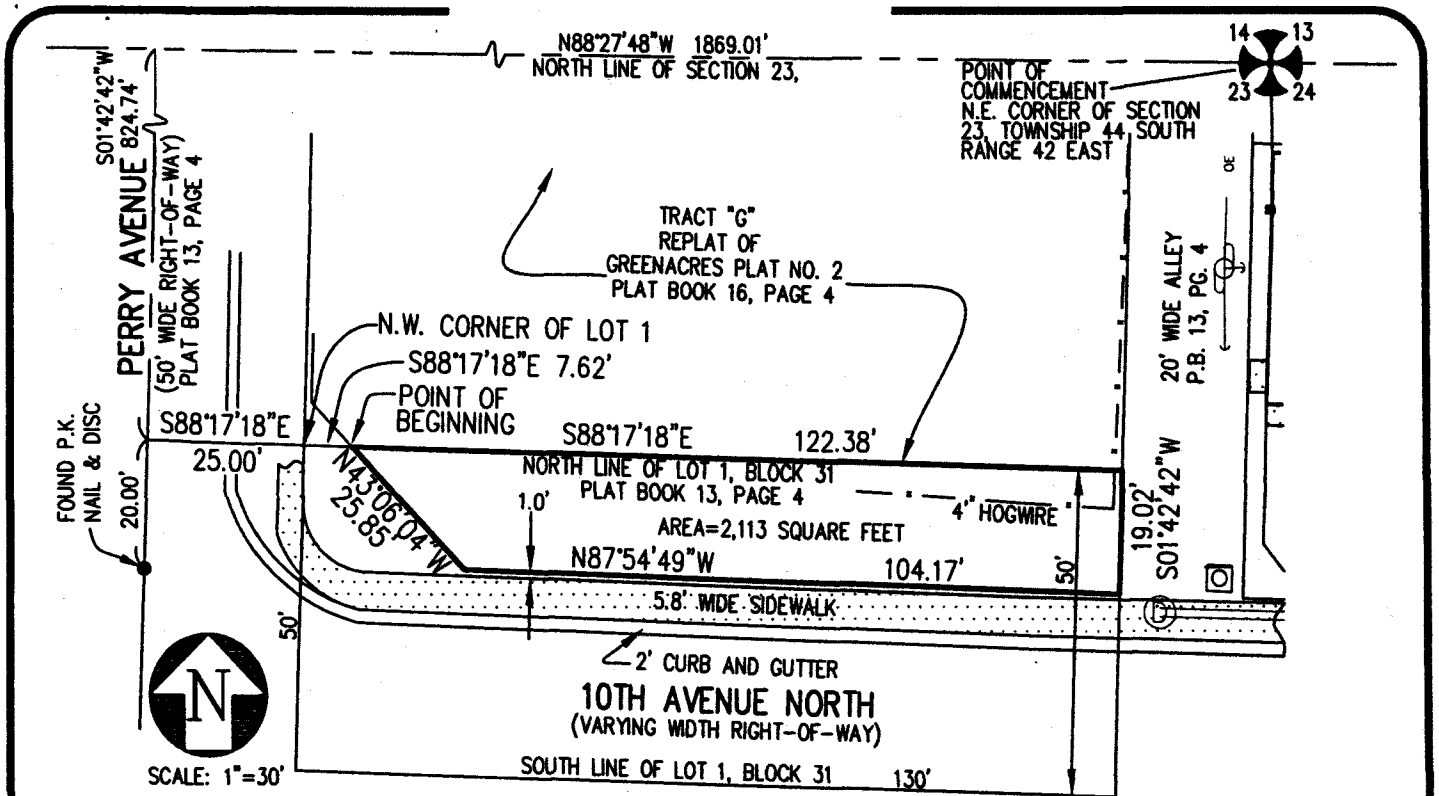 N88°27'48"W 1869.01'
NORTH LINE OF SECTION 23,
14 13
23 24
POINT OF
COMMENCEMENT
N.E. CORNER OF SECTION
23, TOWNSHIP 44 SOUTH
RANGE 42 EAST
S01°42'42"W
824.74'
PERRY AVENUE
(50' WIDE RIGHT-OF-WAY)
PLAT BOOK 13, PAGE 4
TRACT "G"
REPLAT OF
GREENACRES PLAT NO. 2
PLAT BOOK 16, PAGE 4
OE
20' WIDE ALLEY
P.B. 13, PG. 4
N.W. CORNER OF LOT 1
S88°17'18"E 7.62'
POINT OF
BEGINNING
S88°17'18"E
25.00'
FOUND P.K.
NAIL & DISC
20.00'
S88°17'18"E 122.38'
NORTH LINE OF LOT 1, BLOCK 31
PLAT BOOK 13, PAGE 4
4' HOGWIRE
AREA=2,113 SQUARE FEET
N43°06'04"W
25.85'
1.0'
N87°54'49"W 104.17'
19.02'
S01°42'42"W
50'
5.8' WIDE SIDEWALK
50'
2' CURB AND GUTTER
10TH AVENUE NORTH
(VARYING WIDTH RIGHT-OF-WAY)
N
SCALE: 1"=30'
SOUTH LINE OF LOT 1, BLOCK 31 130'